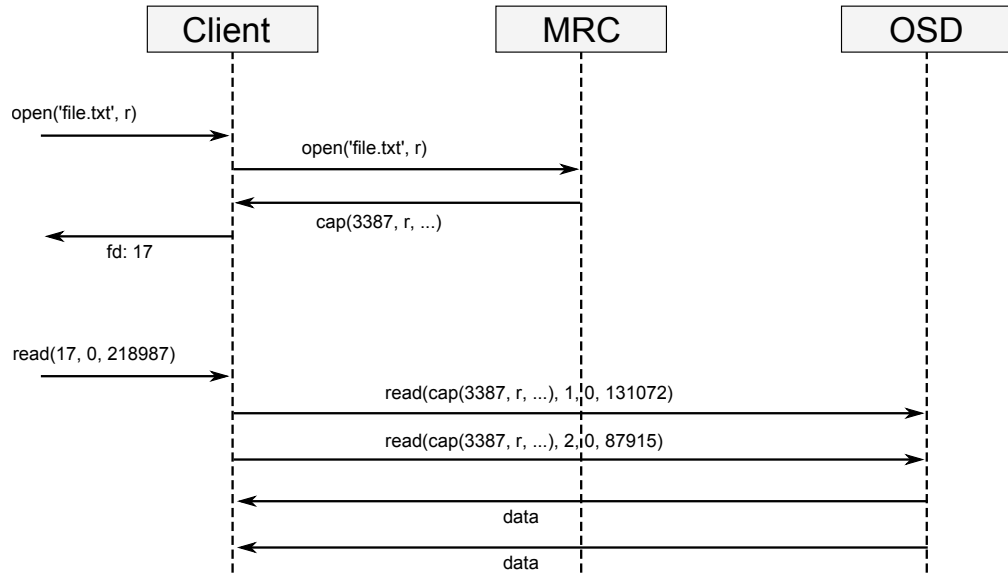 Client
MRC
OSD
open('file.txt', r)
open('file.txt', r)
cap(3387, r, ...)
fd: 17
read(17, 0, 218987)
read(cap(3387, r, ...), 1, 0, 131072)
read(cap(3387, r, ...), 2, 0, 87915)
data
data